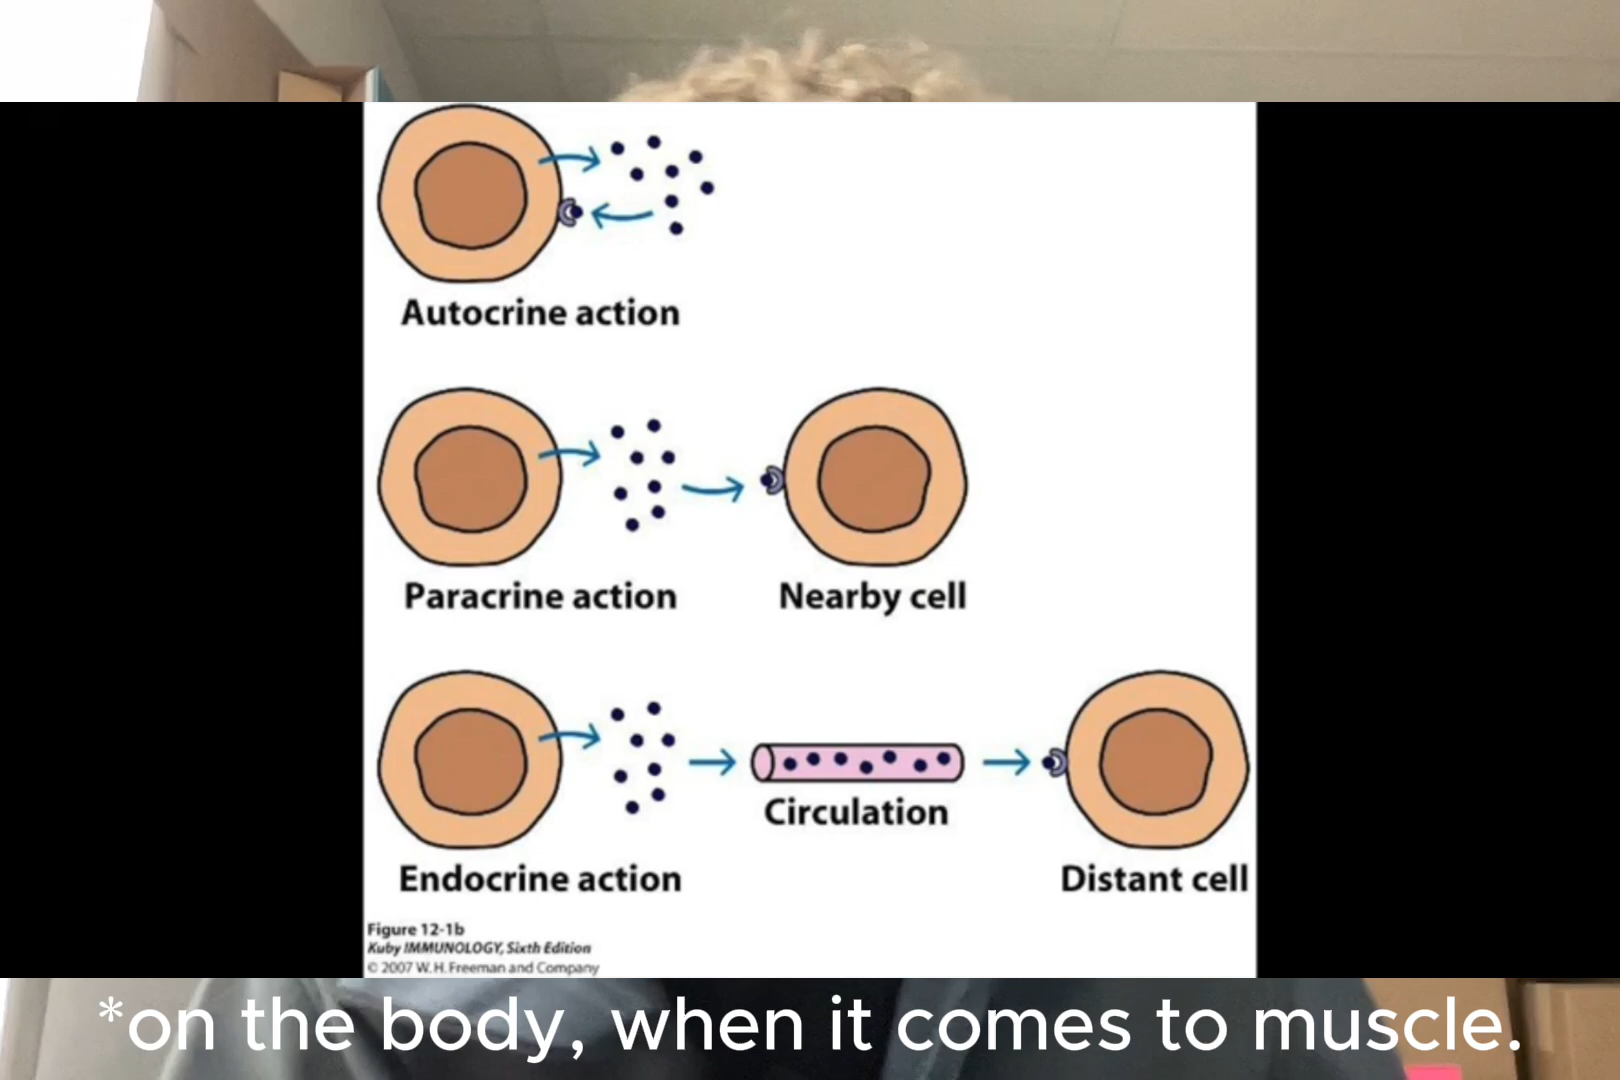 Autocrine action
Paracrine action
Nearby cell
Circulation
Endocrine action
Distant cell
Figure 12-1b
Kuby IMMUNOLOGY, Sixth Edition
© 2007 W. H. Freeman and Company
*on the body, when it comes to muscle.